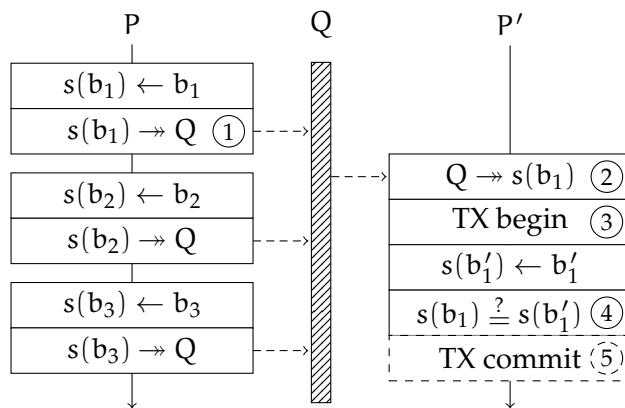 P
Q
P′
s(b₁) ← b₁
s(b₁) ↠ Q ①
s(b₂) ← b₂
s(b₂) ↠ Q
s(b₃) ← b₃
s(b₃) ↠ Q
Q ↠ s(b₁) ②
TX begin ③
s(b′₁) ← b′₁
s(b₁) ≟ s(b′₁) ④
TX commit ⑤